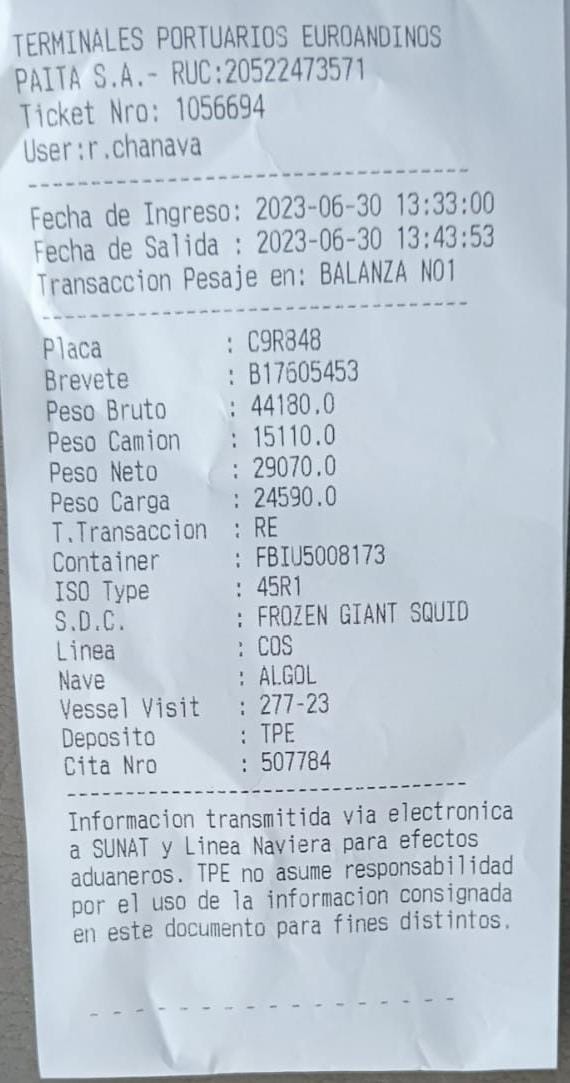 TERMINALES PORTUARIOS EUROANDINOS
PAITA S.A.- RUC:20522473571
Ticket Nro: 1056694
User:r.chanava
Fecha de Ingreso: 2023-06-30 13:33:00
Fecha de Salida : 2023-06-30 13:43:53
Transaccion Pesaje en: BALANZA NO1
Placa : C9R848
Brevete : B17605453
Peso Bruto : 44180.0
Peso Camion : 15110.0
Peso Neto : 29070.0
Peso Carga : 24590.0
T.Transaccion : RE
Container : FBIU5008173
ISO Type : 45R1
S.D.C. : FROZEN GIANT SQUID
Linea : COS
Nave : ALGOL
Vessel Visit : 277-23
Deposito : TPE
Cita Nro : 507784
Informacion transmitida via electronica
a SUNAT y Linea Naviera para efectos
aduaneros. TPE no asume responsabilidad
por el uso de la informacion consignada
en este documento para fines distintos.